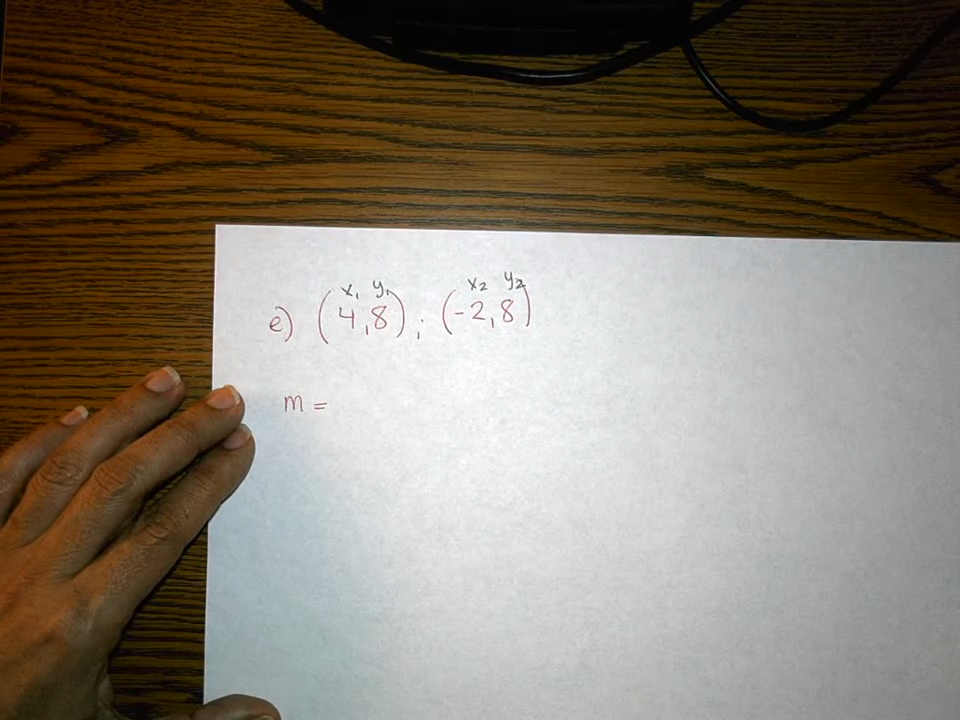 x₁ y₁ x₂ y₂
e) (4,8) ; (-2,8)
m =